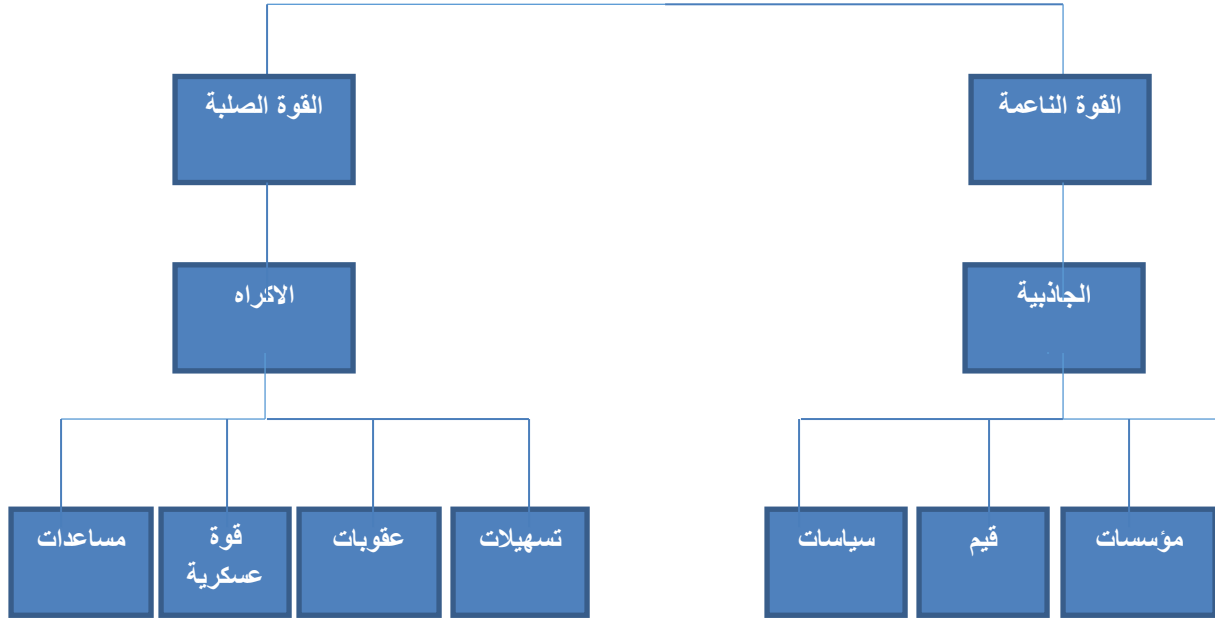 القوة الناعمة
القوة الصلبة
الجاذبية
الاكراه
مؤسسات
قيم
سياسات
تسهيلات
عقوبات
قوة
عسكرية
مساعدات